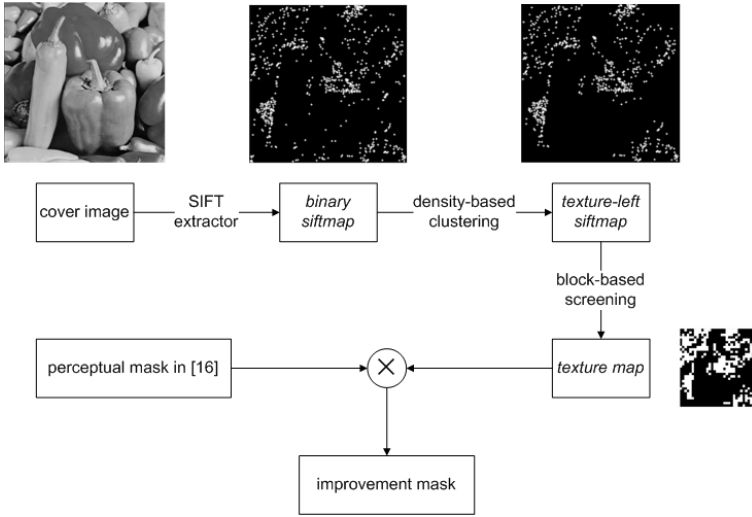 cover image
SIFT
extractor
binary
siftmap
density-based
clustering
texture-left
siftmap
block-based
screening
perceptual mask in [16]
texture map
improvement mask